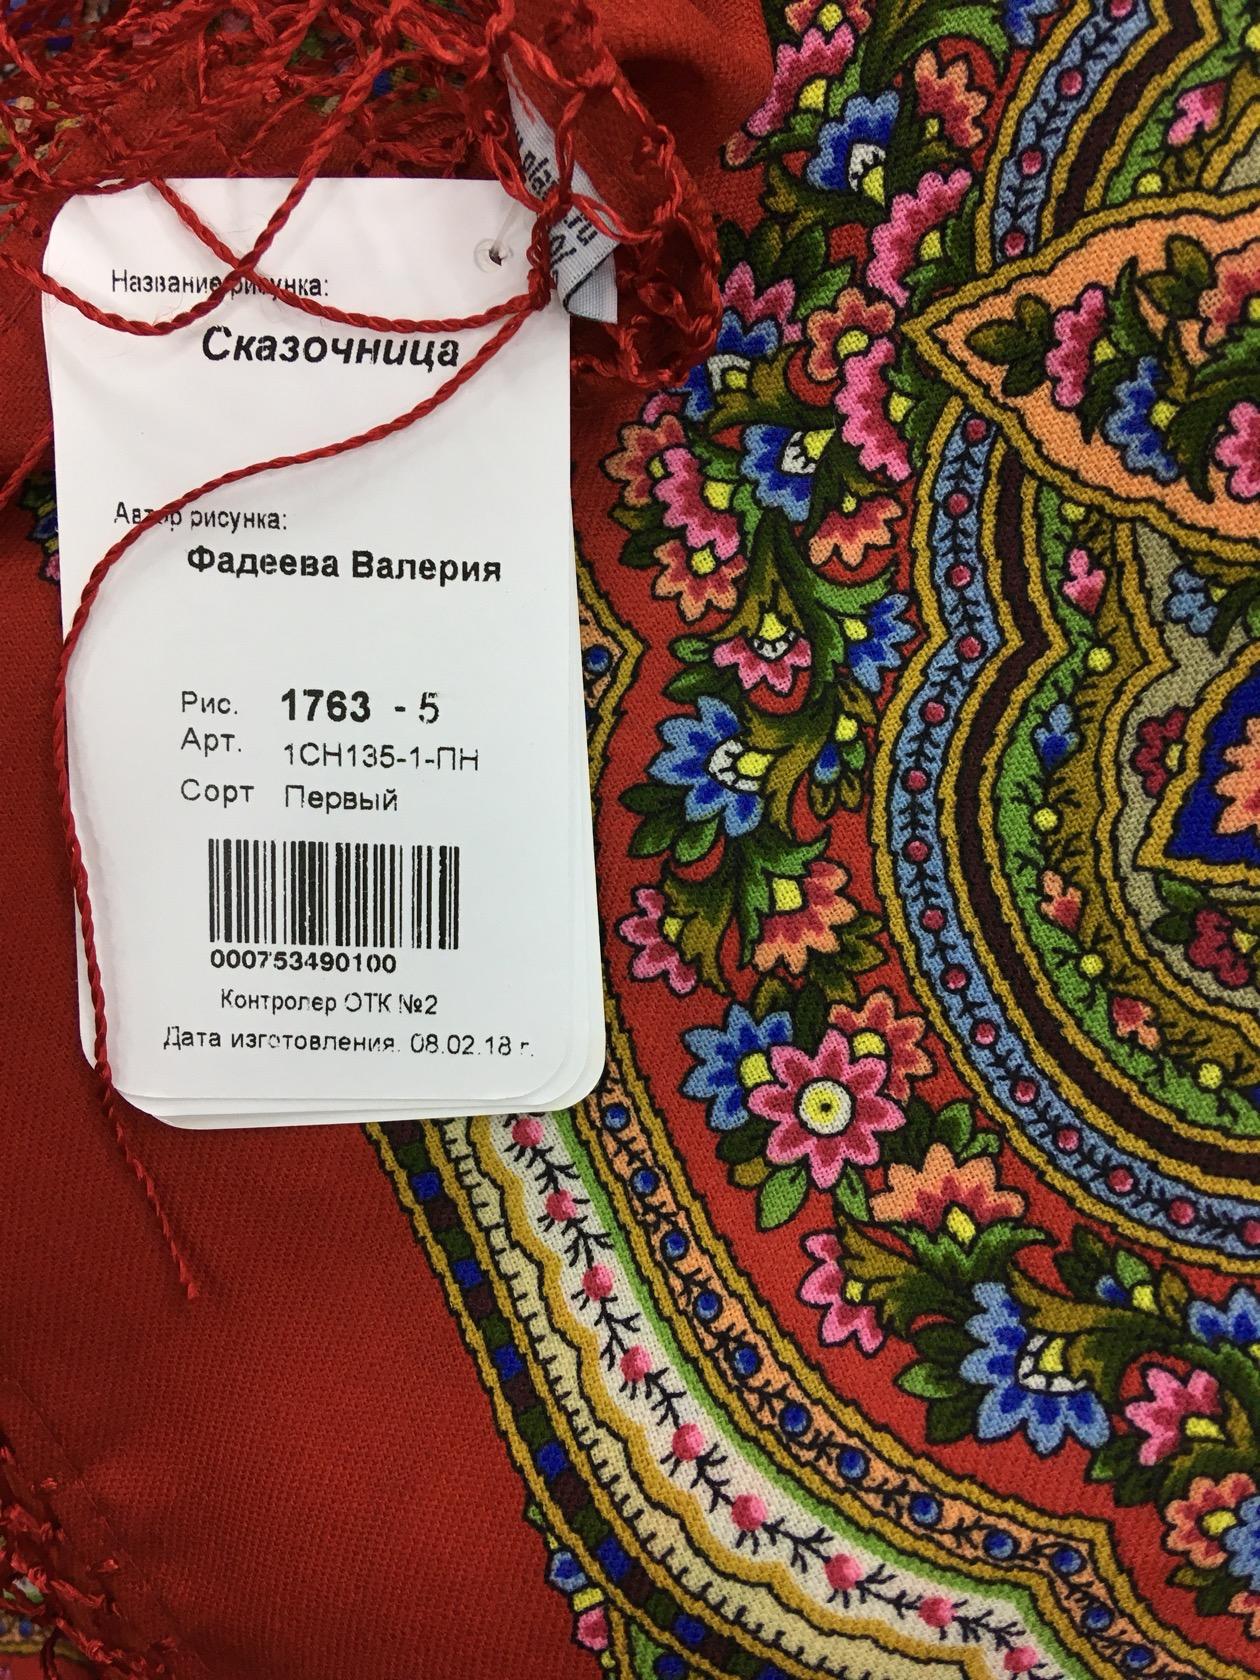 Название рисунка:
Сказочница
Автор рисунка:
Фадеева Валерия
Рис. 1763 - 5
Арт. 1СН135-1-ПН
Сорт Первый
000753490100
Контролер ОТК №2
Дата изготовления. 08.02.18 г.